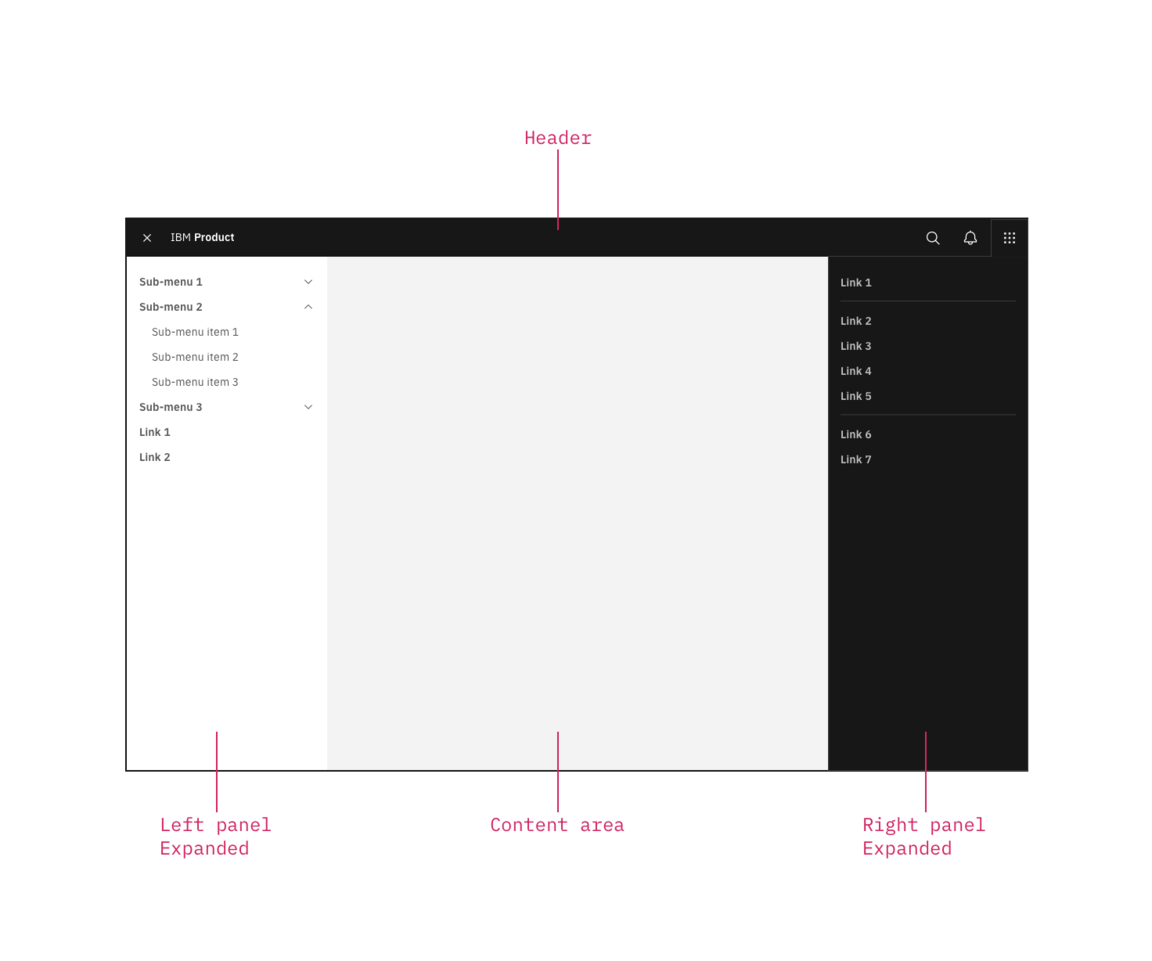 Header
IBM Product
Sub-menu 1
Sub-menu 2
Sub-menu item 1
Sub-menu item 2
Sub-menu item 3
Sub-menu 3
Link 1
Link 2
Link 1
Link 2
Link 3
Link 4
Link 5
Link 6
Link 7
Left panel
Expanded
Content area
Right panel
Expanded